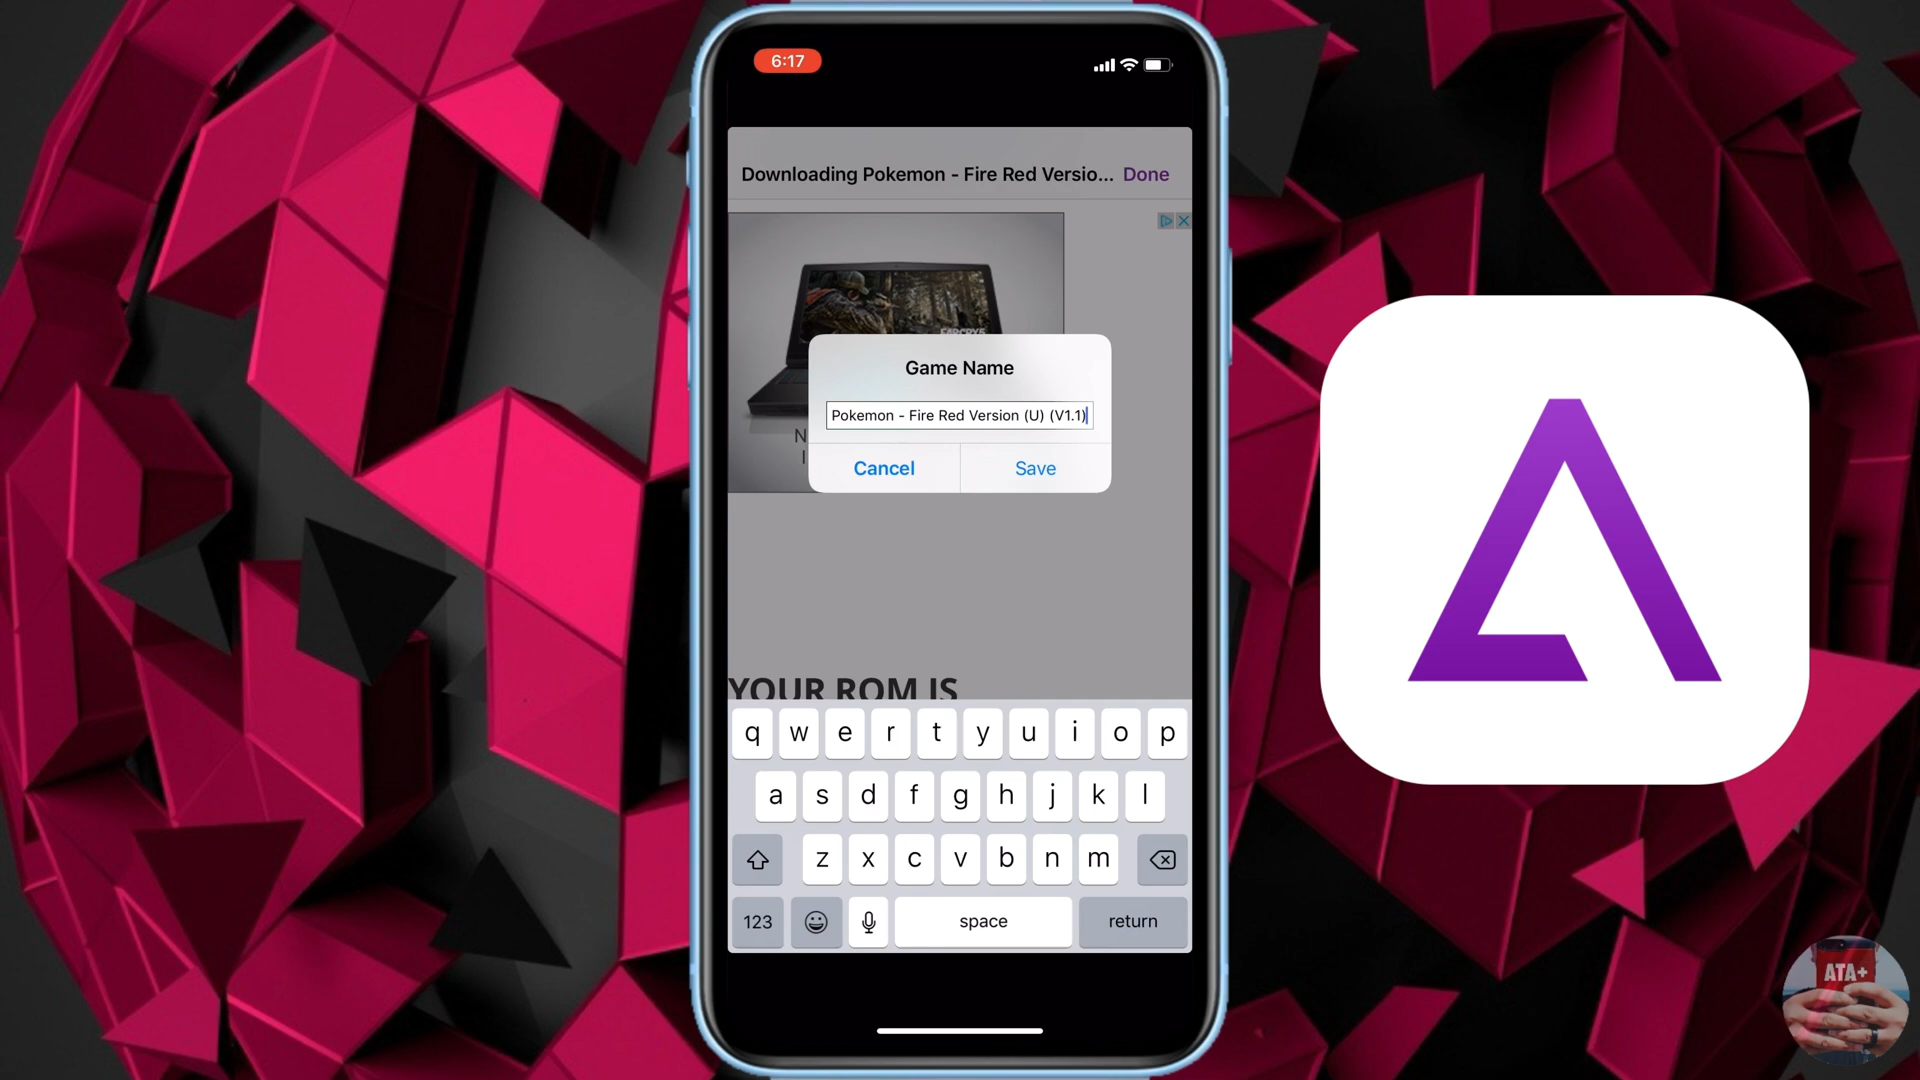 6:17
Downloading Pokemon - Fire Red Versio... Done
FARCRY5
N
I
Game Name
Pokemon - Fire Red Version (U) (V1.1)
Cancel Save
YOUR ROM IS
q w e r t y u i o p
a s d f g h j k l
z x c v b n m
123 space return
ATA+